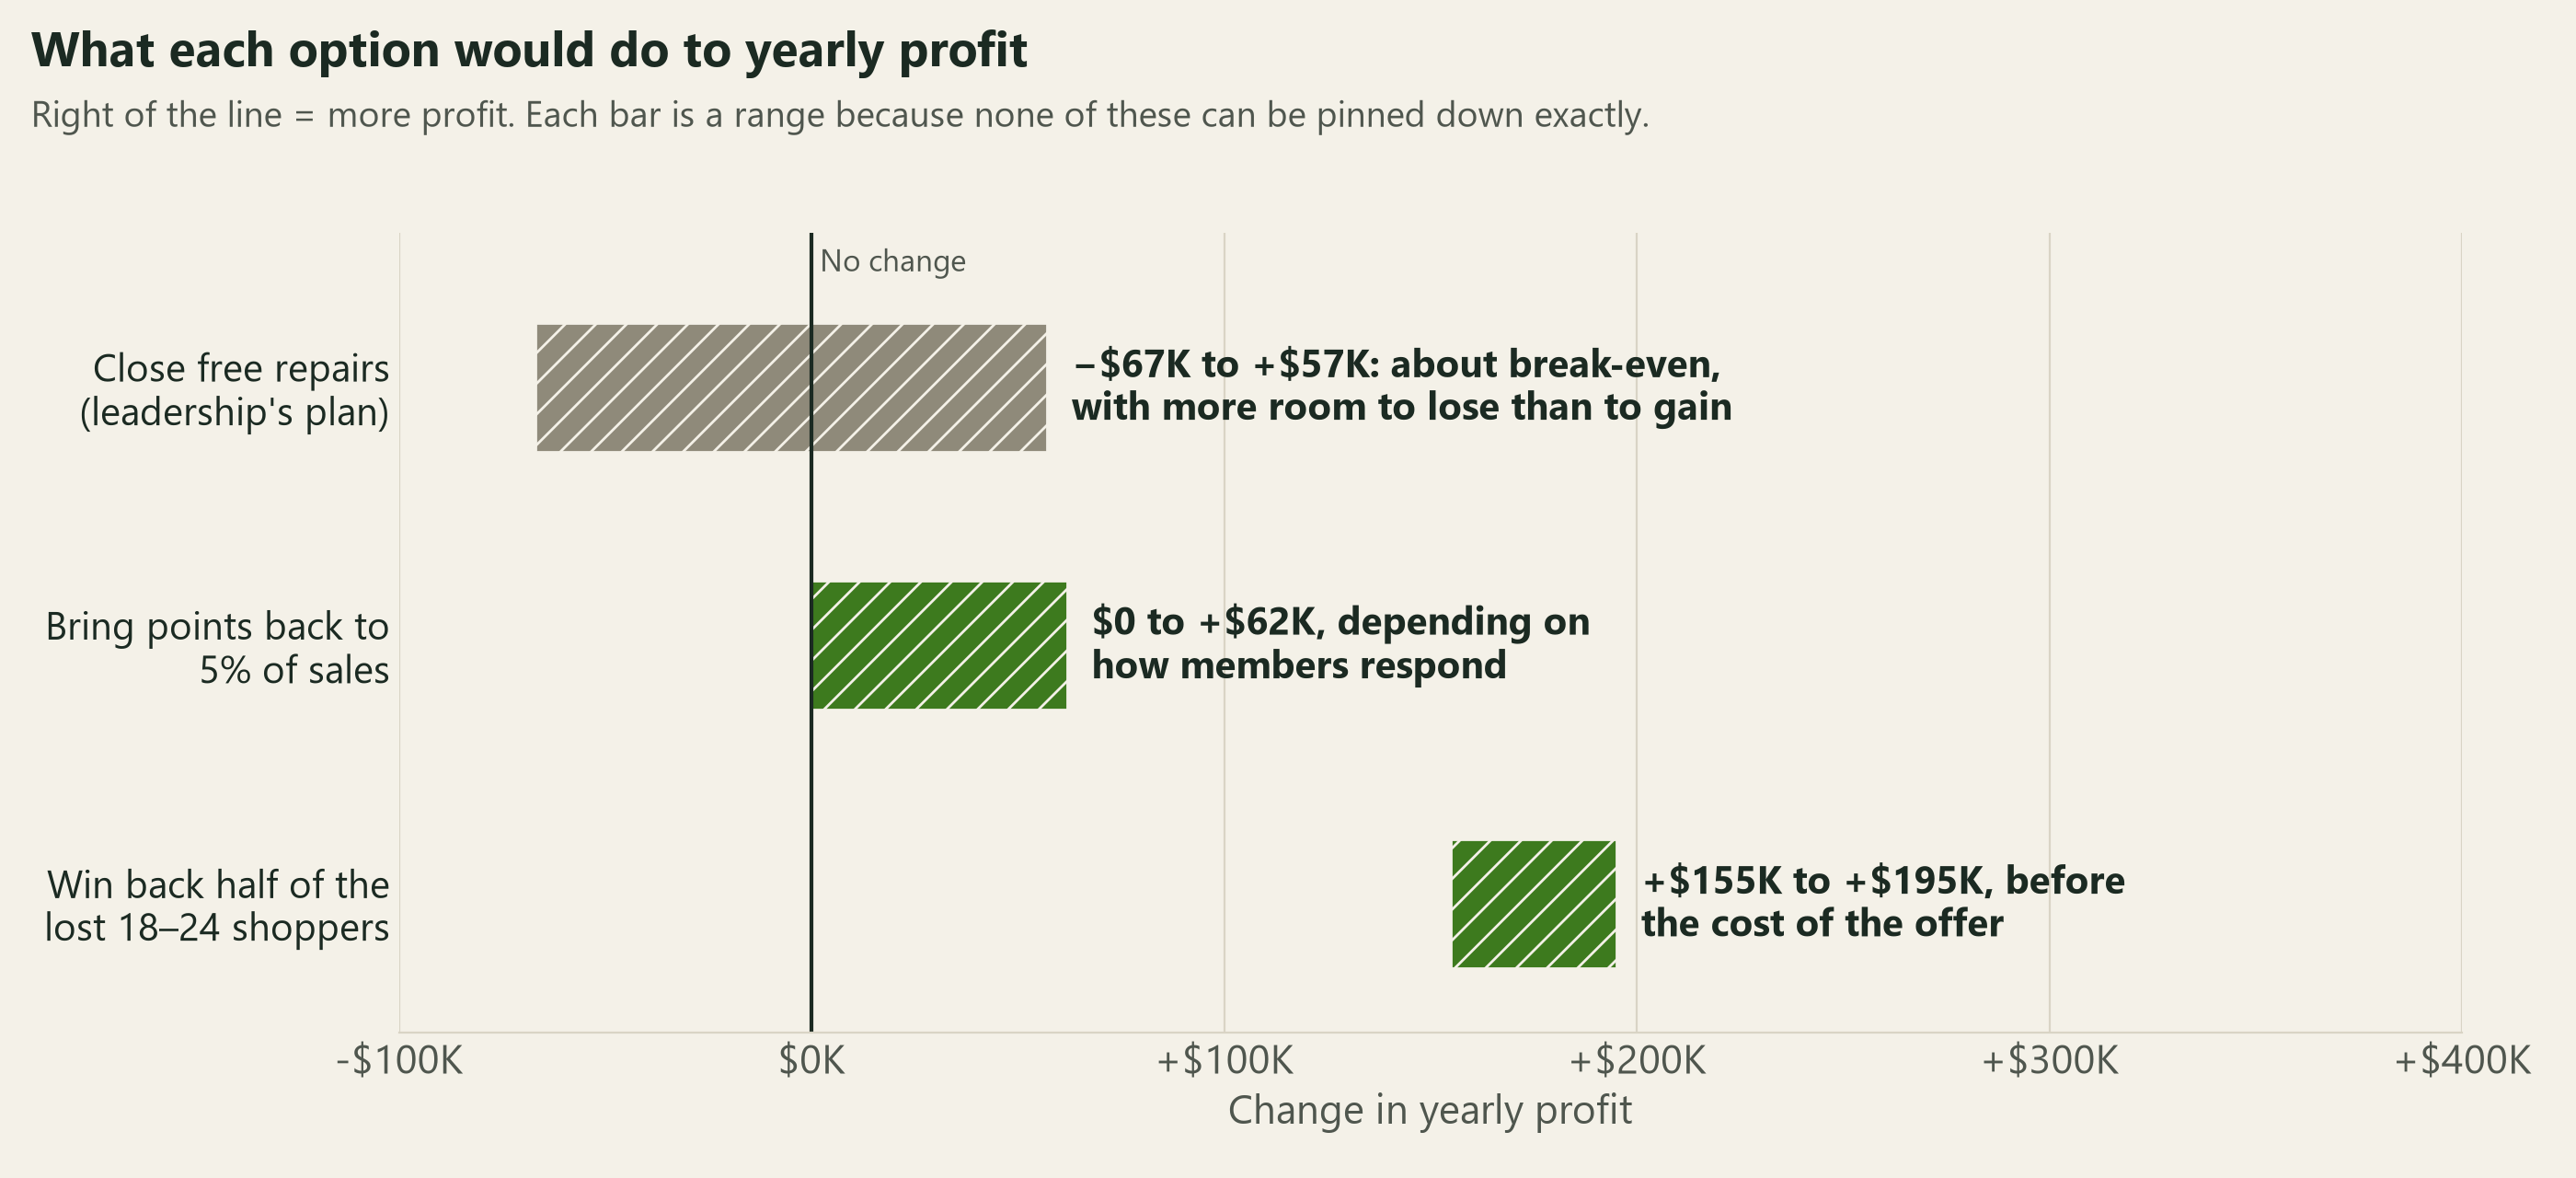 What each option would do to yearly profit
Right of the line = more profit. Each bar is a range because none of these can be pinned down exactly.
No change
Close free repairs
(leadership's plan)
−$67K to +$57K: about break-even,
with more room to lose than to gain
Bring points back to
5% of sales
$0 to +$62K, depending on
how members respond
Win back half of the
lost 18–24 shoppers
+$155K to +$195K, before
the cost of the offer
-$100K
$0K
+$100K
+$200K
+$300K
+$400K
Change in yearly profit